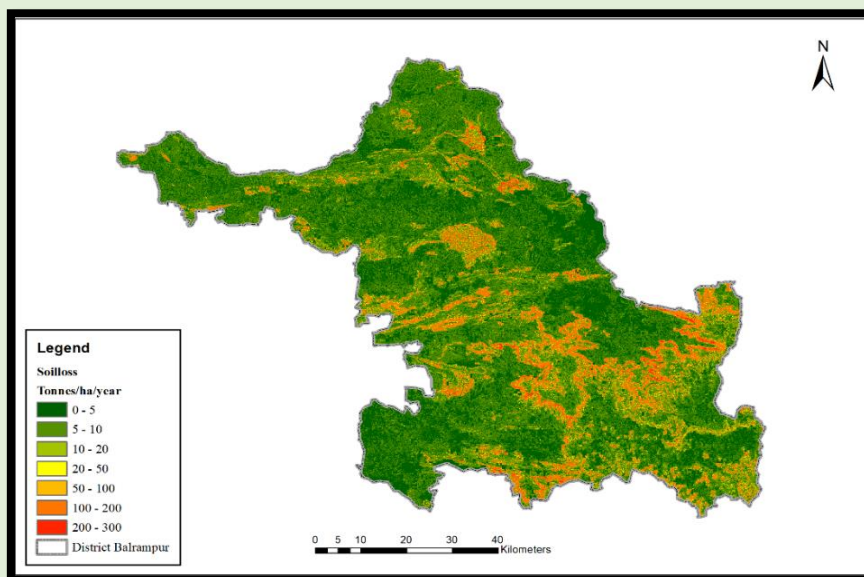 N
Legend
Soilloss
Tonnes/ha/year
0 - 5
5 - 10
10 - 20
20 - 50
50 - 100
100 - 200
200 - 300
District Balrampur
0 5 10 20 30 40
Kilometers